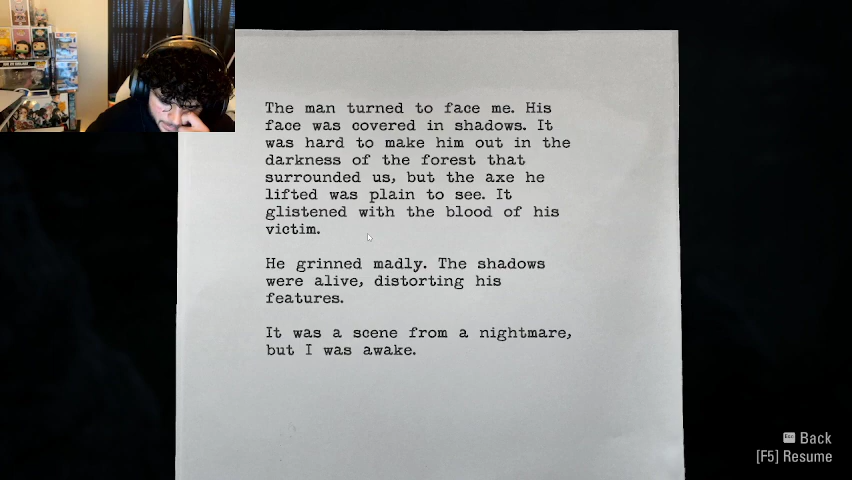 The man turned to face me. His
face was covered in shadows. It
was hard to make him out in the
darkness of the forest that
surrounded us, but the axe he
lifted was plain to see. It
glistened with the blood of his
victim.
He grinned madly. The shadows
were alive, distorting his
features.
It was a scene from a nightmare,
but I was awake.
Esc Back
[F5] Resume